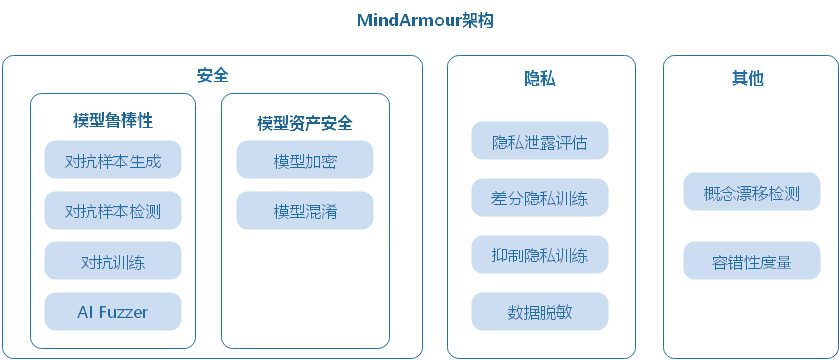 MindArmour架构
安全
模型鲁棒性
对抗样本生成
对抗样本检测
对抗训练
AI Fuzzer
模型资产安全
模型加密
模型混淆
隐私
隐私泄露评估
差分隐私训练
抑制隐私训练
数据脱敏
其他
概念漂移检测
容错性度量